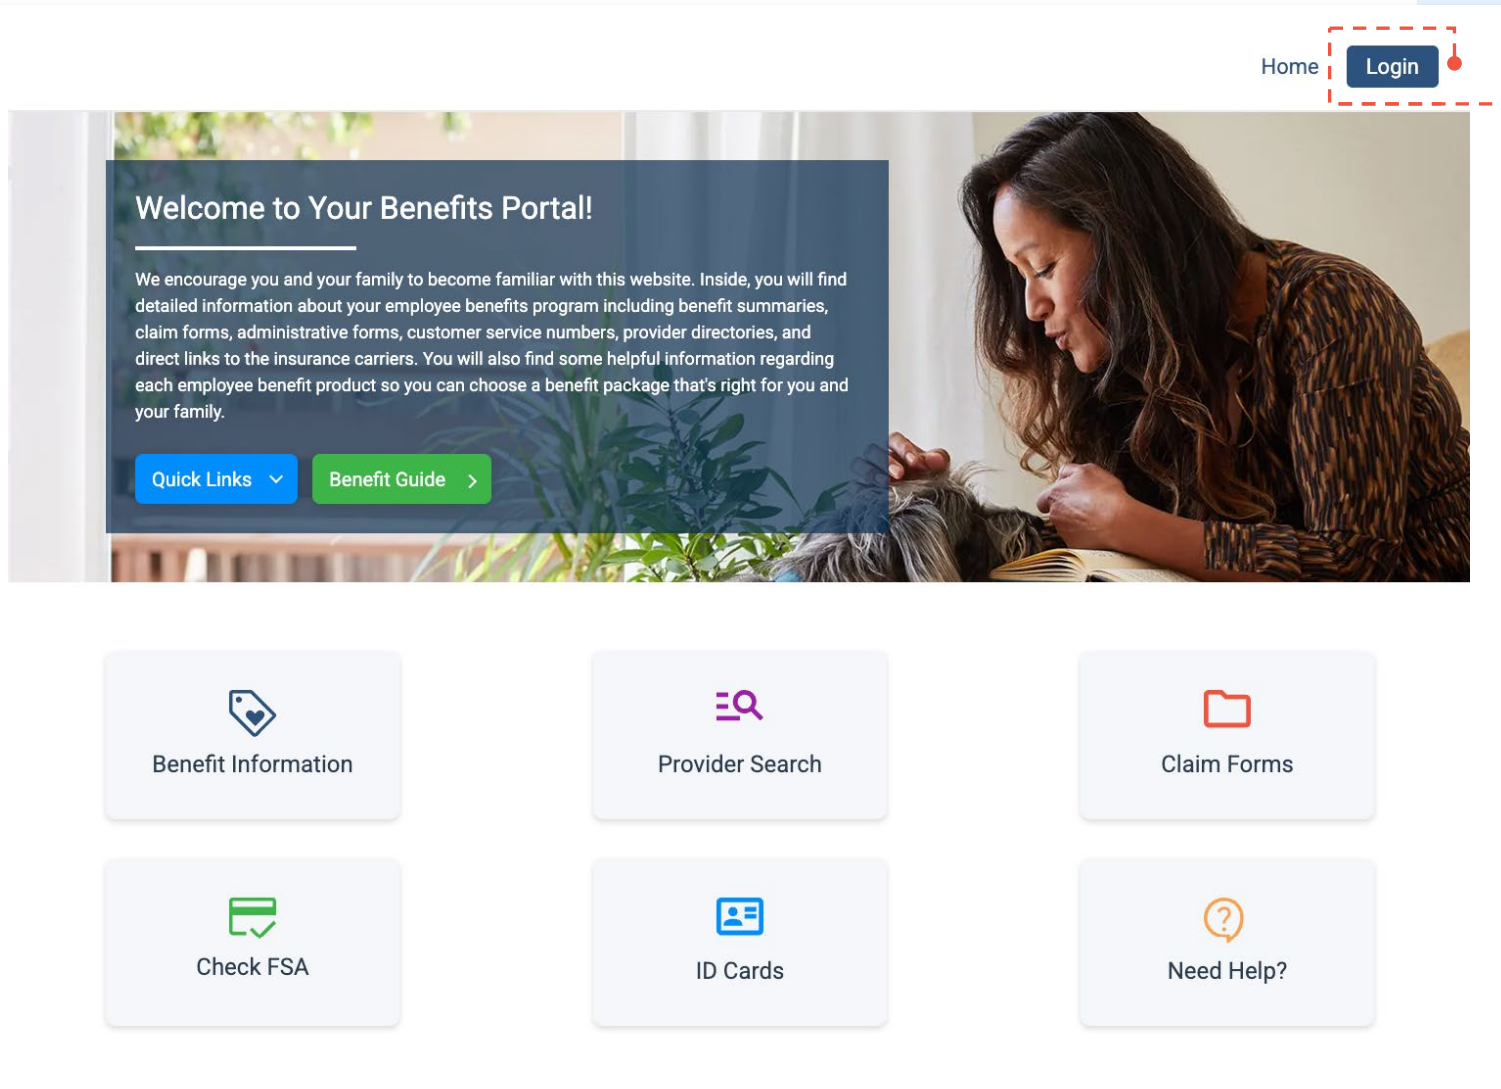 Home
Login
Welcome to Your Benefits Portal!
We encourage you and your family to become familiar with this website. Inside, you will find
detailed information about your employee benefits program including benefit summaries,
claim forms, administrative forms, customer service numbers, provider directories, and
direct links to the insurance carriers. You will also find some helpful information regarding
each employee benefit product so you can choose a benefit package that's right for you and
your family.
Quick Links
Benefit Guide
Benefit Information
Provider Search
Claim Forms
Check FSA
ID Cards
Need Help?